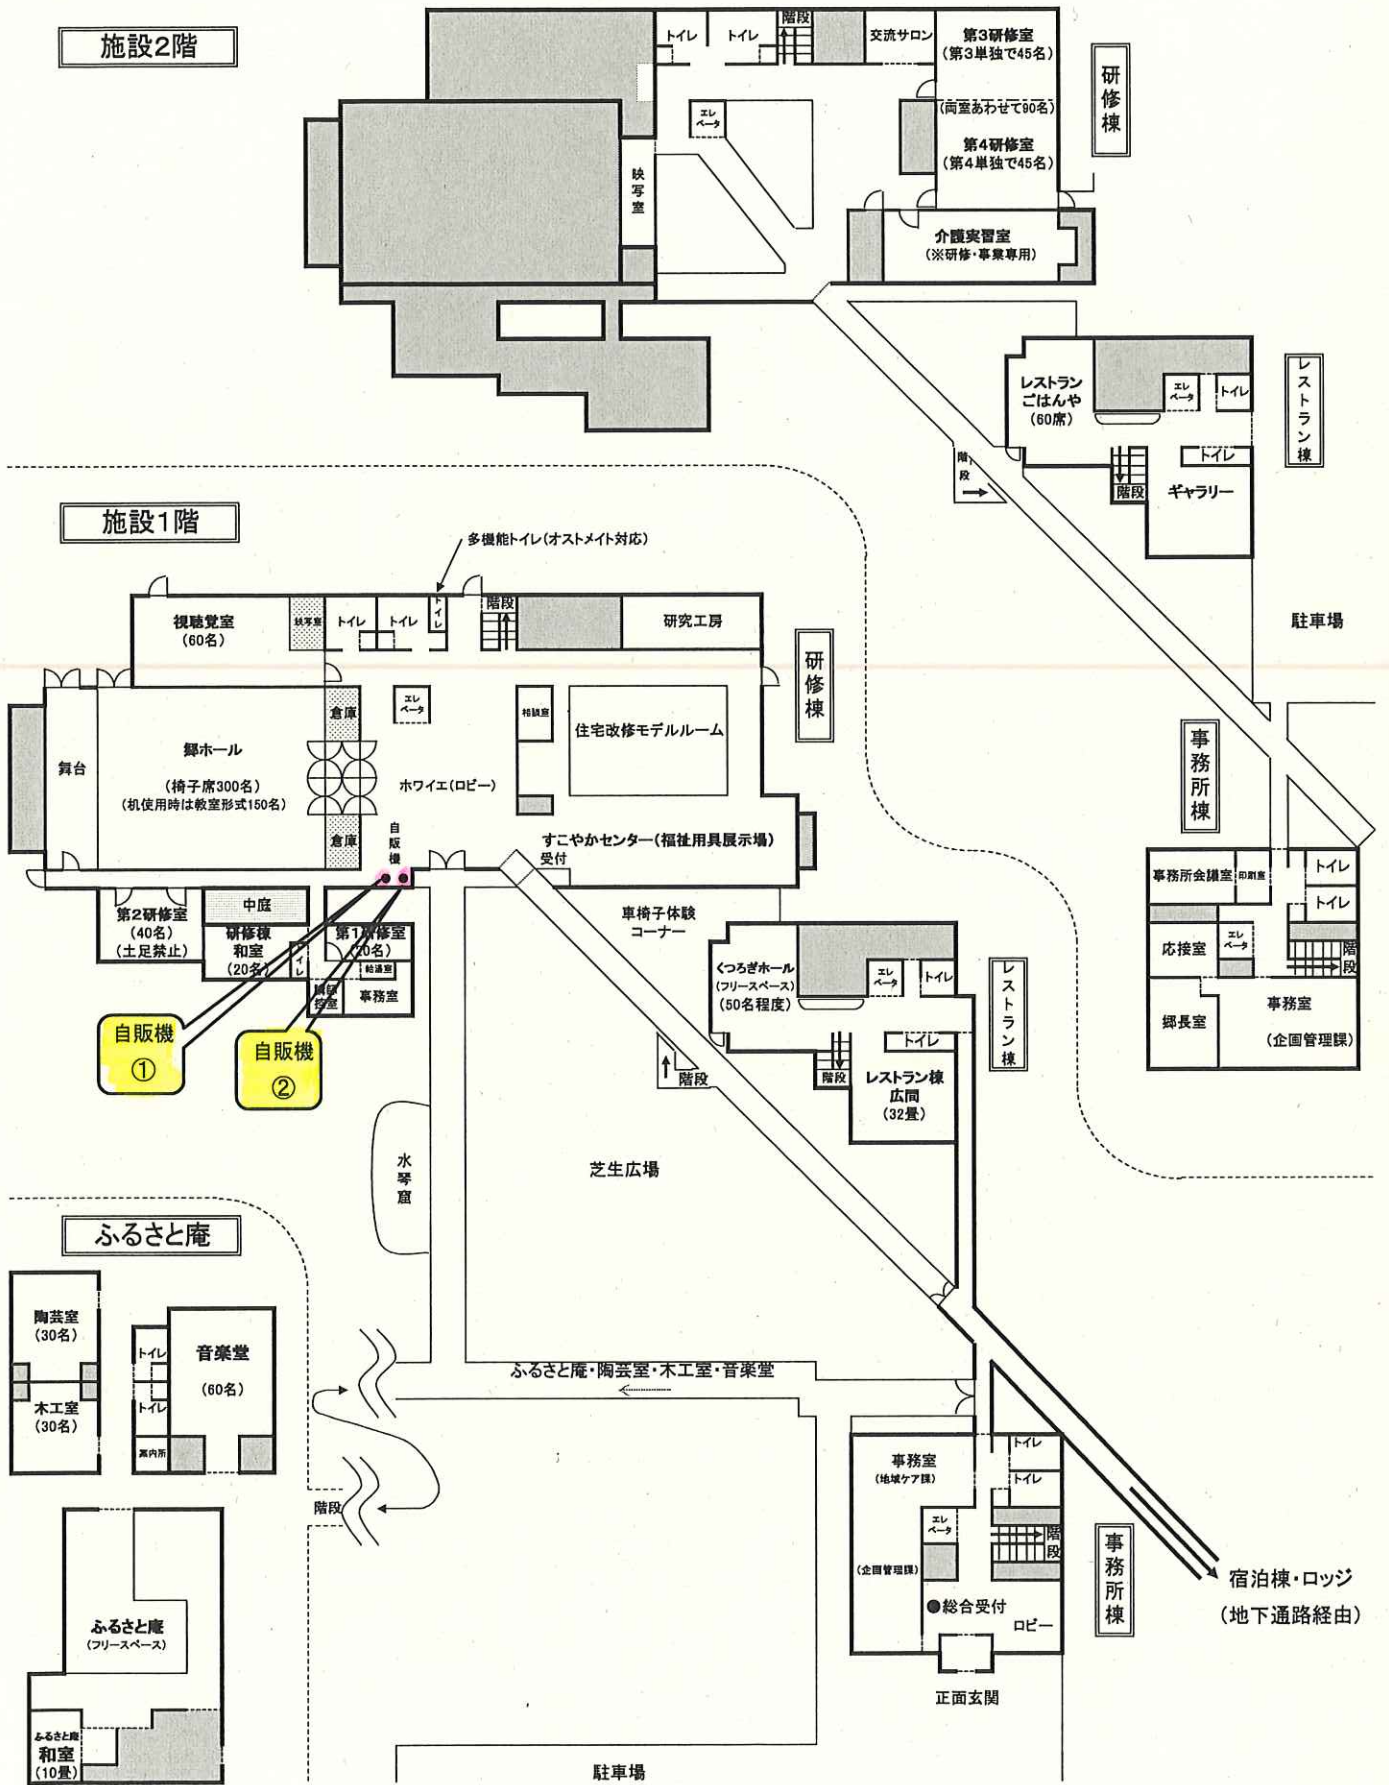 施設2階
トイレ
トイレ
階段
交流サロン
第3研修室
(第3単独で45名)
(両室あわせて90名)
第4研修室
(第4単独で45名)
研修棟
エレ
ベータ
映写室
介護実習室
(※研修・事業専用)
レストラン
ごはんや
(60席)
エレ
ベータ
トイレ
トイレ
階段
ギャラリー
レストラン棟
階段
駐車場
事務所棟
事務所会議室
印刷室
トイレ
トイレ
応接室
エレ
ベータ
階段
郷長室
事務室
(企画管理課)
施設1階
多機能トイレ(オストメイト対応)
視聴覚室
(60名)
映写室
トイレ
トイレ
トイレ
階段
研究工房
研修棟
倉庫
エレ
ベータ
相談室
住宅改修モデルルーム
舞台
郷ホール
(椅子席300名)
(机使用時は教室形式150名)
ホワイエ(ロビー)
倉庫
自販機
すこやかセンター(福祉用具展示場)
受付
第2研修室
(40名)
(土足禁止)
中庭
研修棟
和室
(20名)
トイレ
第1研修室
(20名)
給湯室
講師
控室
事務室
車椅子体験
コーナー
自販機
①
自販機
②
くつろぎホール
(フリースペース)
(50名程度)
エレ
ベータ
トイレ
トイレ
階段
レストラン棟
広間
(32畳)
レストラン棟
階段
水琴窟
芝生広場
ふるさと庵
陶芸室
(30名)
木工室
(30名)
トイレ
トイレ
案内所
音楽堂
(60名)
ふるさと庵・陶芸室・木工室・音楽堂
階段
ふるさと庵
(フリースペース)
ふるさと庵
和室
(10畳)
事務室
(地域ケア課)
トイレ
トイレ
エレ
ベータ
階段
(企画管理課)
●総合受付
ロビー
事務所棟
正面玄関
宿泊棟・ロッジ
(地下通路経由)
駐車場